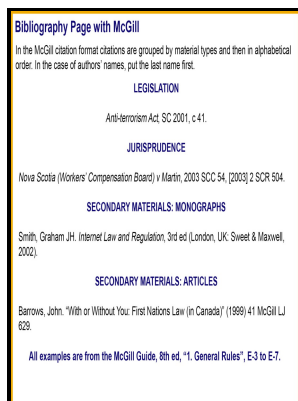 Bibliography Page with McGill
In the McGill citation format citations are grouped by material types and then in alphabetical
order. In the case of authors' names, put the last name first.
LEGISLATION
Anti-terrorism Act, SC 2001, c 41.
JURISPRUDENCE
Nova Scotia (Workers' Compensation Board) v Martin, 2003 SCC 54, [2003] 2 SCR 504.
SECONDARY MATERIALS: MONOGRAPHS
Smith, Graham JH. Internet Law and Regulation, 3rd ed (London, UK: Sweet & Maxwell,
2002).
SECONDARY MATERIALS: ARTICLES
Barrows, John. "With or Without You: First Nations Law (in Canada)" (1999) 41 McGill LJ
629.
All examples are from the McGill Guide, 8th ed, "1. General Rules", E-3 to E-7.